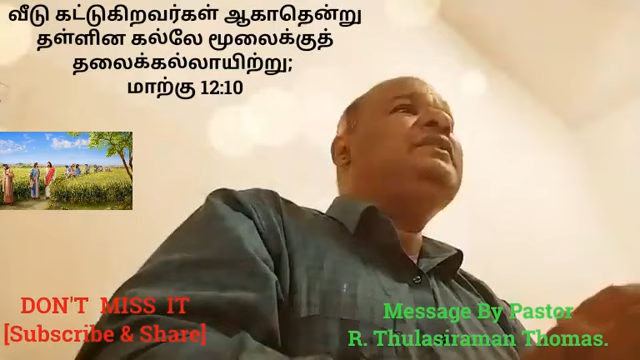 வீடு கட்டுகிறவர்கள் ஆகாதென்று
தள்ளின கல்லே மூலைக்குத்
தலைக்கல்லாயிற்று;
மாற்கு 12:10
DON'T MISS IT
[Subscribe & Share]
Message By Pastor
R. Thulasiraman Thomas.